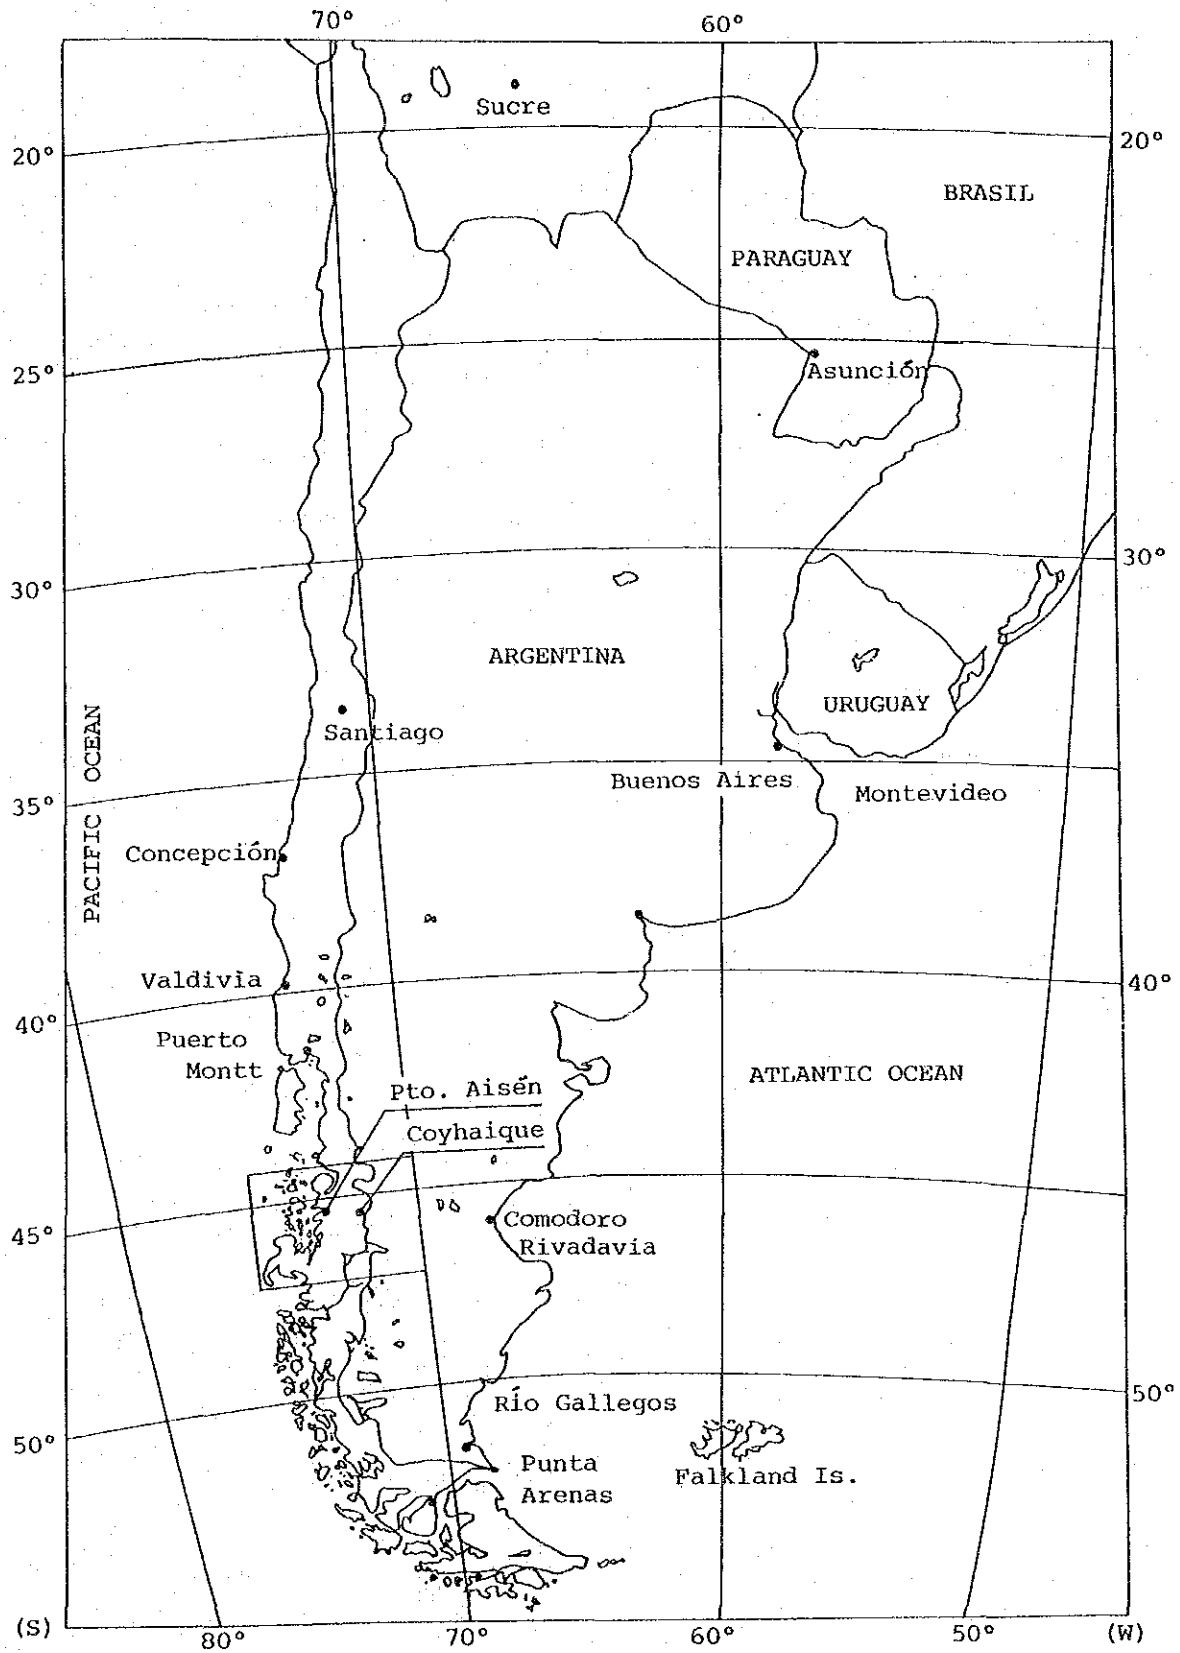 70°
60°
Sucre
20°
20°
BRASIL
PARAGUAY
25°
Asunción
30°
30°
ARGENTINA
URUGUAY
PACIFIC OCEAN
Santiago
Buenos Aires
Montevideo
35°
Concepción
Valdivia
40°
40°
Puerto
Montt
ATLANTIC OCEAN
Pto. Aisén
Coyhaique
45°
Comodoro
Rivadavia
50°
Río Gallegos
50°
Punta
Arenas
Falkland Is.
(S)
80°
70°
60°
50°
(W)